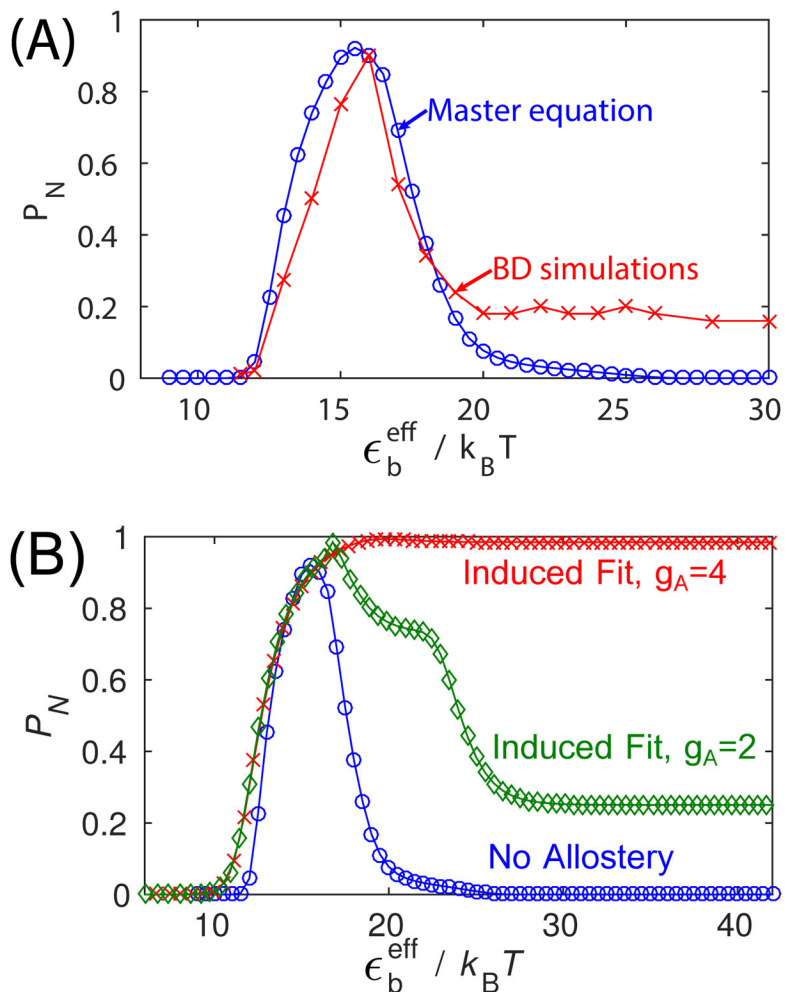 (A)
1
0.8
0.6
0.4
0.2
0
P_N
Master equation
BD simulations
10 15 20 25 30
ϵ_b^eff / k_BT
(B)
1
0.8
0.6
0.4
0.2
0
P_N
Induced Fit, g_A=4
Induced Fit, g_A=2
No Allostery
10 20 30 40
ϵ_b^eff / k_BT